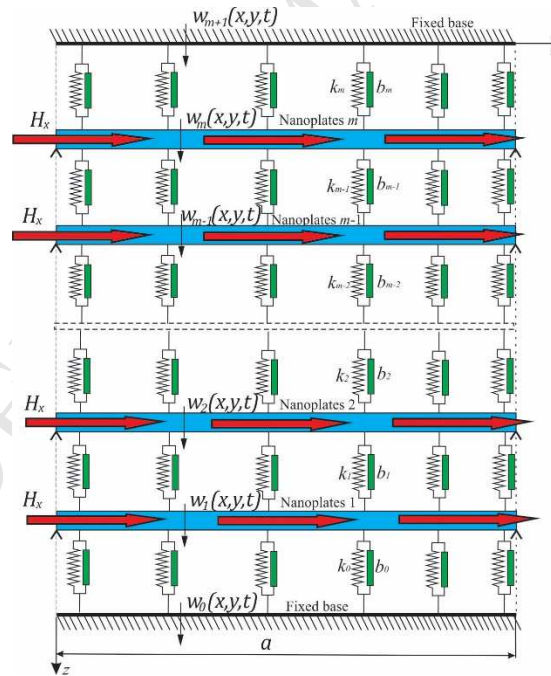 w_{m+1}(x,y,t) Fixed base
k_m b_m
H_x w_m(x,y,t) Nanoplates m
k_{m-1} b_{m-1}
H_x w_{m-1}(x,y,t) Nanoplates m-1
k_{m-2} b_{m-2}
k_2 b_2
H_x w_2(x,y,t) Nanoplates 2
k_1 b_1
H_x w_1(x,y,t) Nanoplates 1
k_0 b_0
w_0(x,y,t) Fixed base
a
z